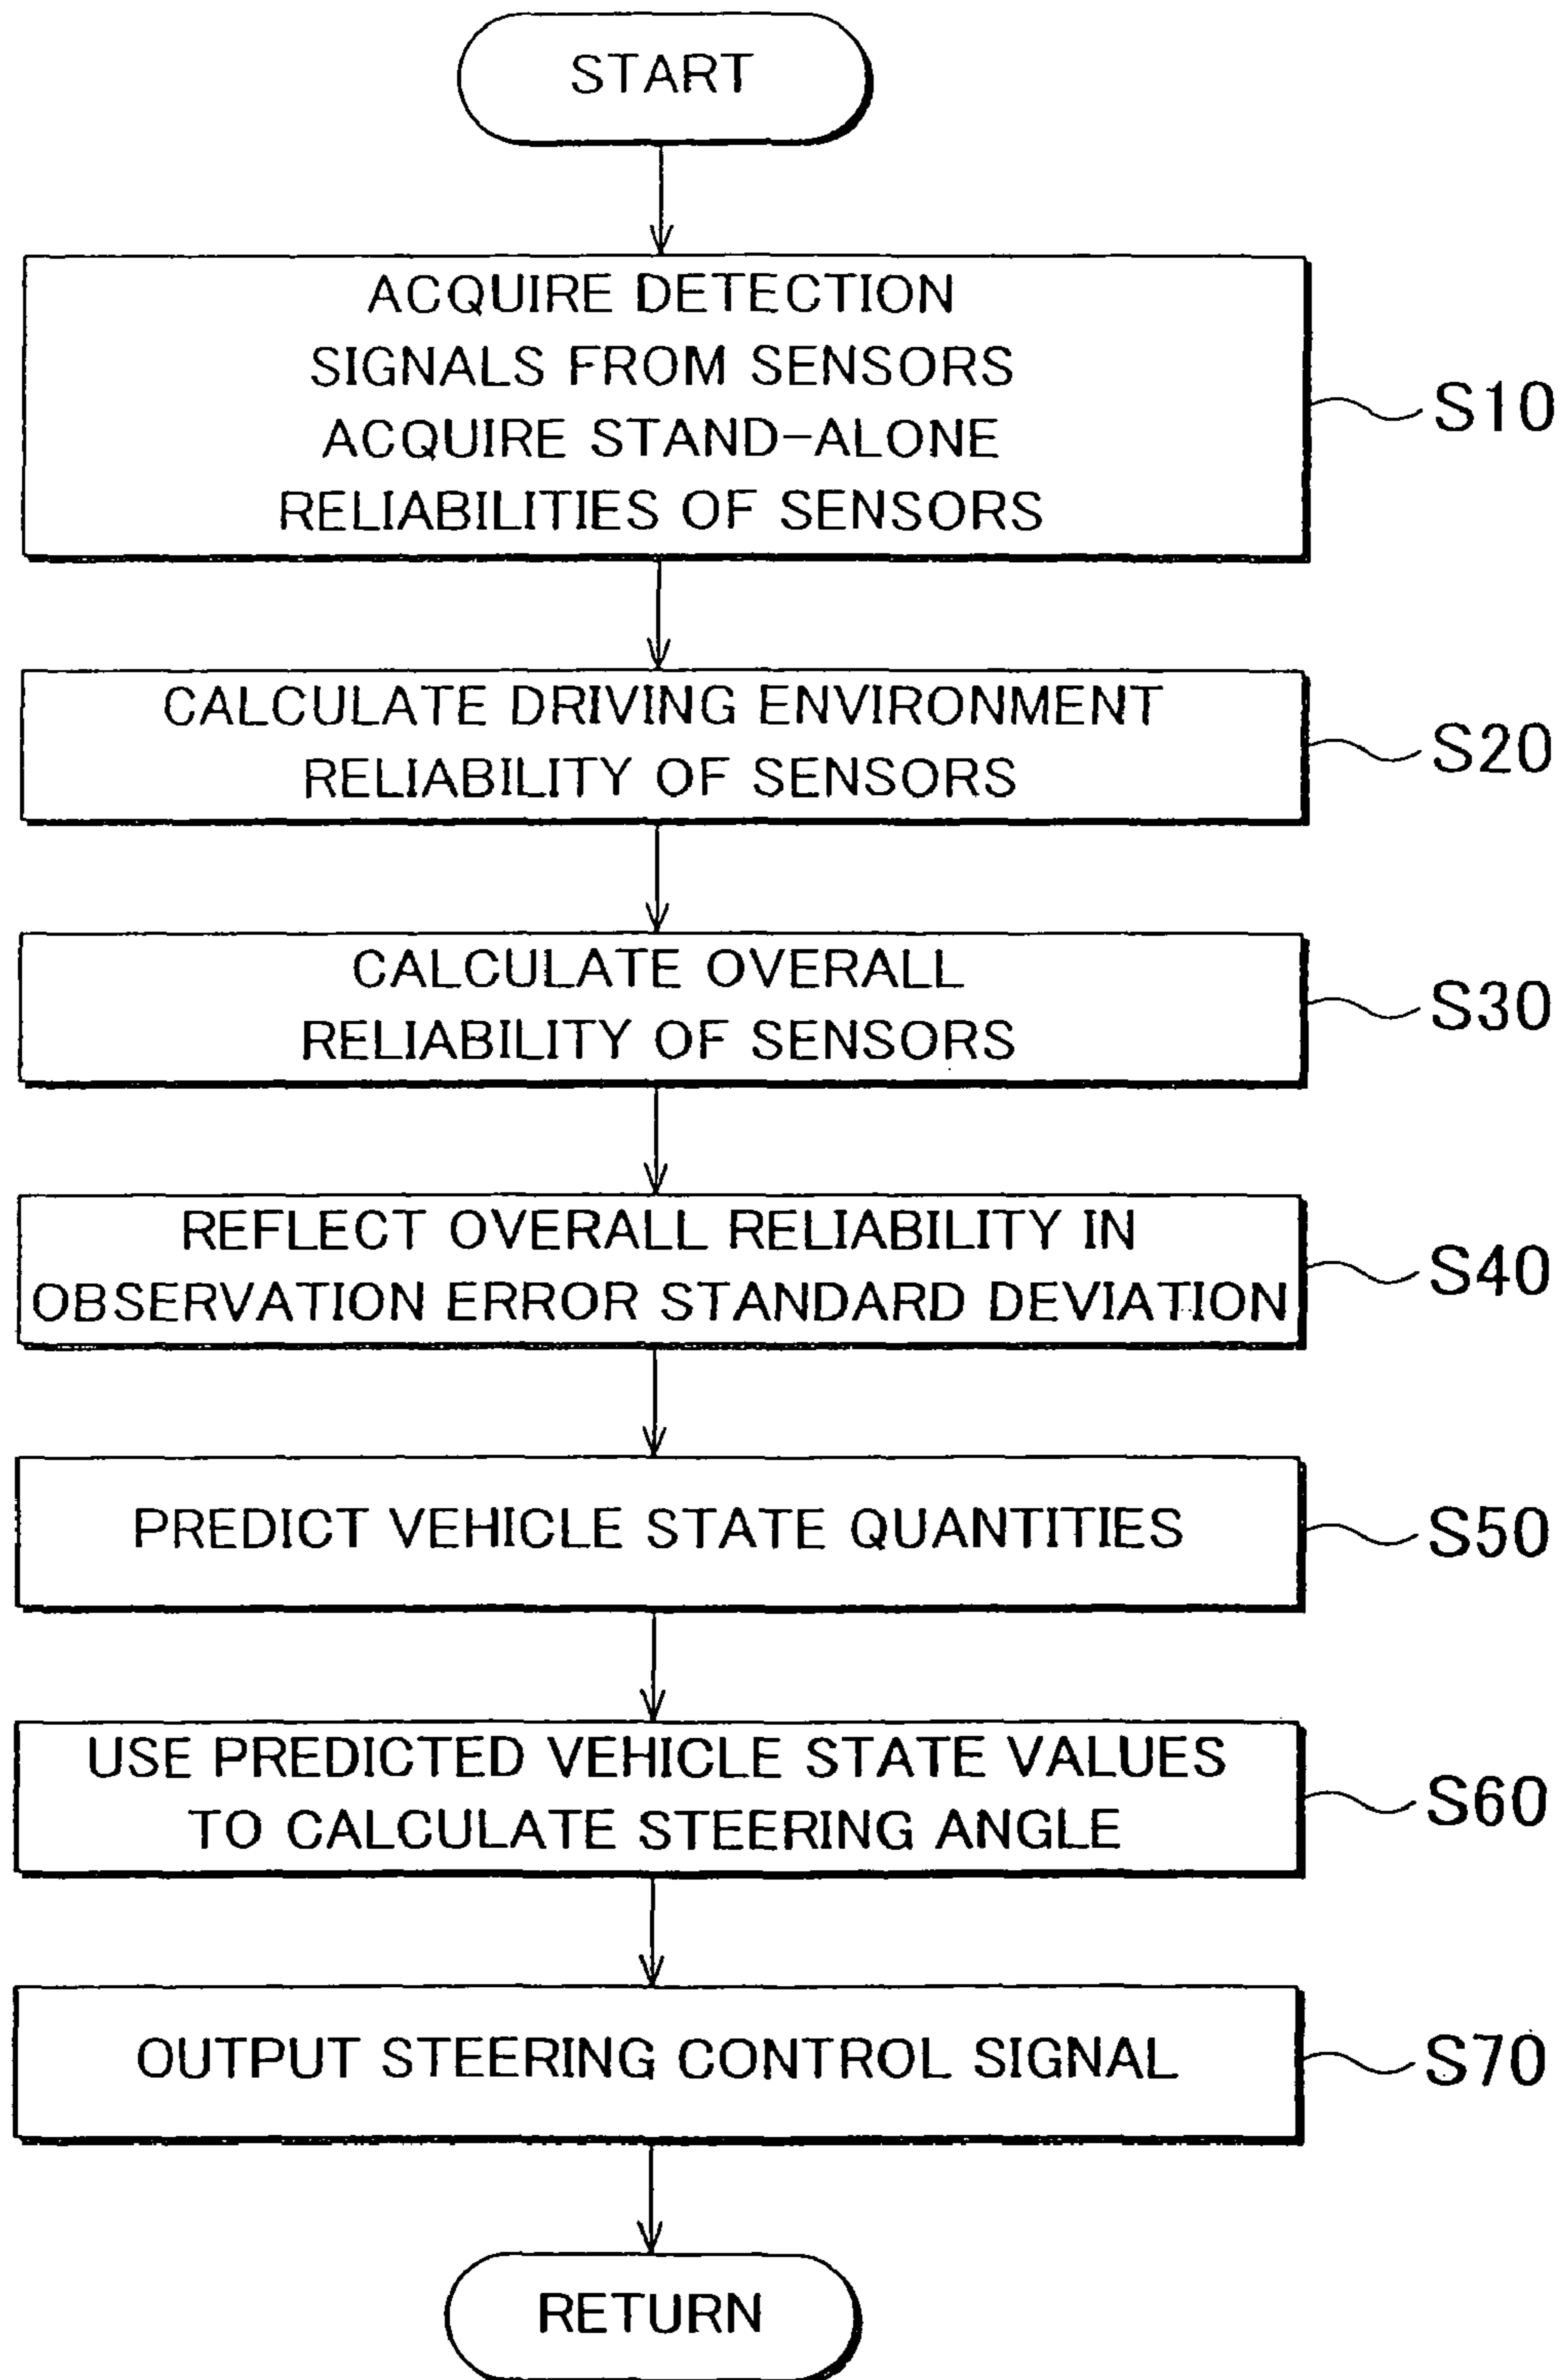 START
ACQUIRE DETECTION
SIGNALS FROM SENSORS
ACQUIRE STAND-ALONE
RELIABILITIES OF SENSORS
S10
CALCULATE DRIVING ENVIRONMENT
RELIABILITY OF SENSORS
S20
CALCULATE OVERALL
RELIABILITY OF SENSORS
S30
REFLECT OVERALL RELIABILITY IN
OBSERVATION ERROR STANDARD DEVIATION
S40
PREDICT VEHICLE STATE QUANTITIES
S50
USE PREDICTED VEHICLE STATE VALUES
TO CALCULATE STEERING ANGLE
S60
OUTPUT STEERING CONTROL SIGNAL
S70
RETURN